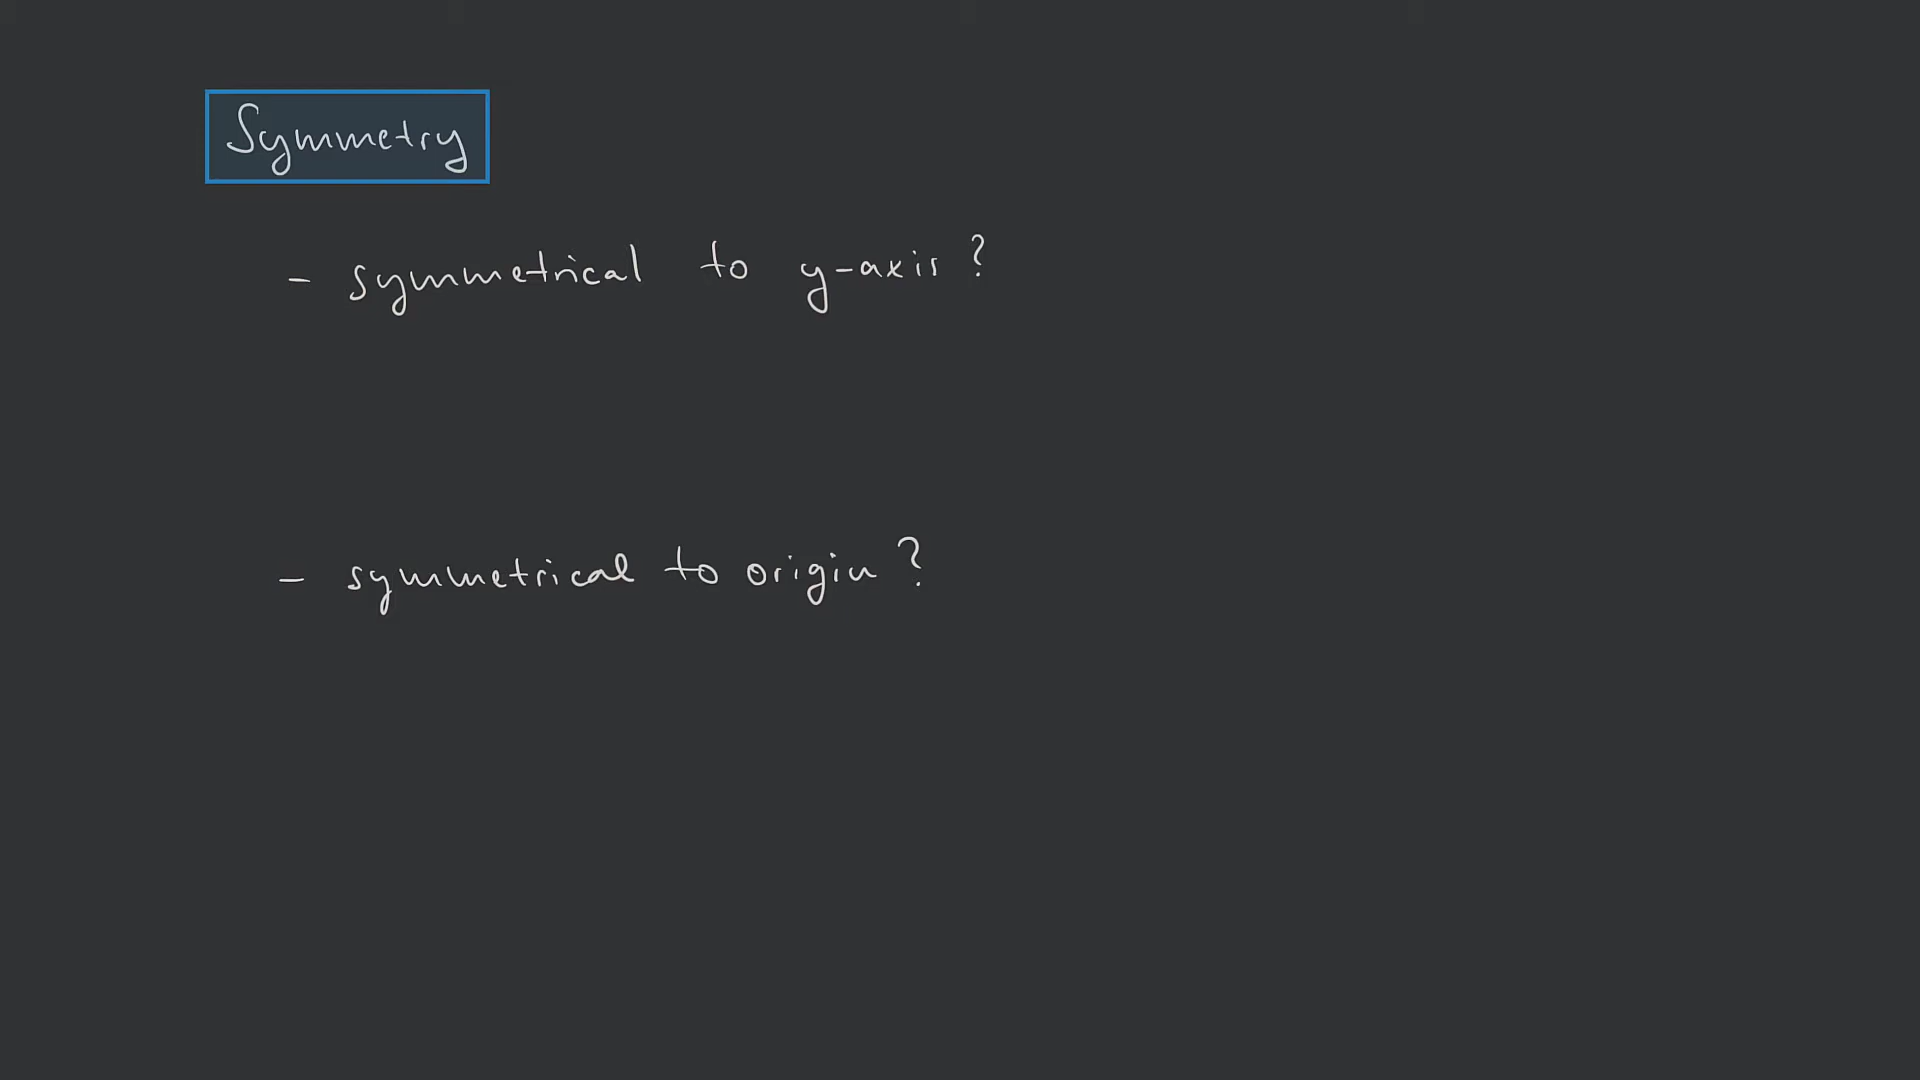 Symmetry
- symmetrical to y-axis?
- symmetrical to origin?